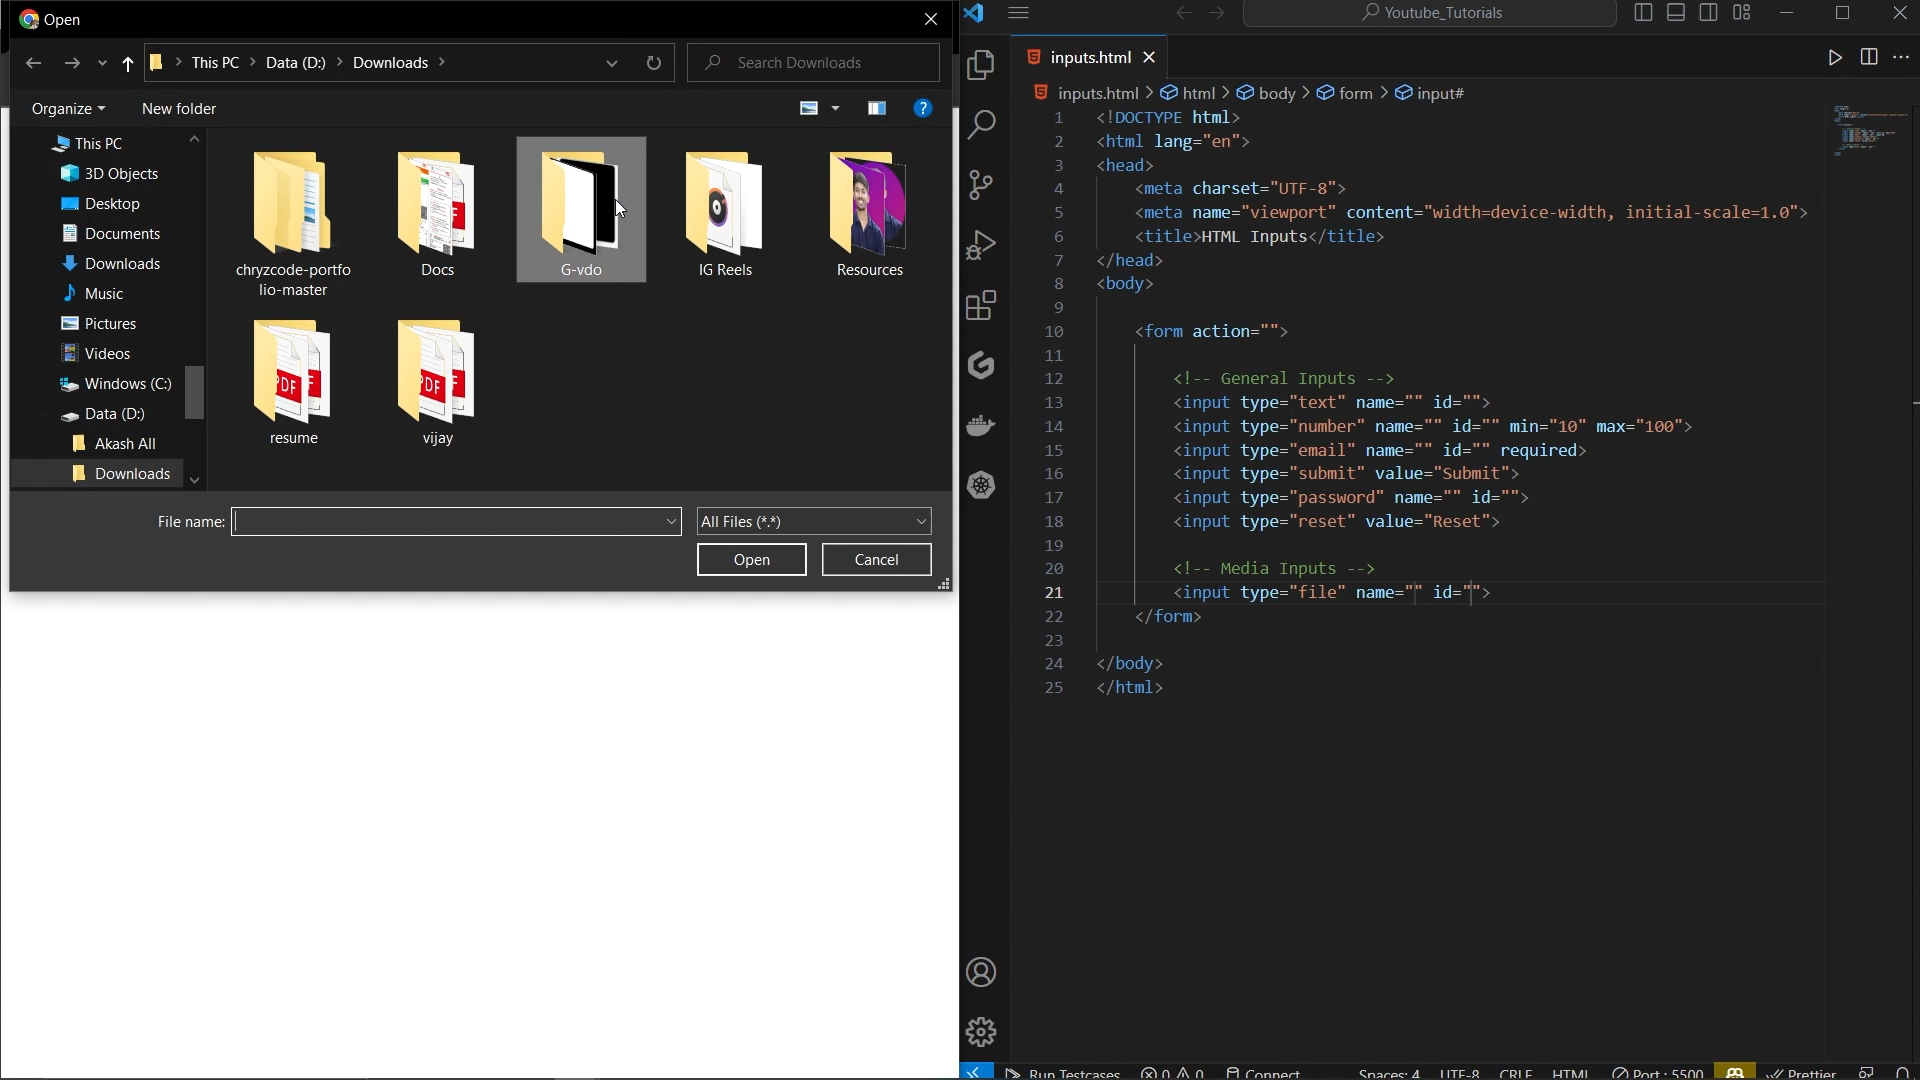 Open
This PC > Data (D:) > Downloads >
Search Downloads
Organize
New folder
?
This PC
3D Objects
Desktop
Documents
Downloads
Music
Pictures
Videos
Windows (C:)
Data (D:)
Akash All
Downloads
chryzcode-portfo
lio-master
Docs
G-vdo
IG Reels
Resources
PDF
resume
PDF
vijay
File name:
All Files (*.*)
Open
Cancel
Youtube_Tutorials
inputs.html
inputs.html > html > body > form > input#
1 <!DOCTYPE html>
2 <html lang="en">
3 <head>
4 <meta charset="UTF-8">
5 <meta name="viewport" content="width=device-width, initial-scale=1.0">
6 <title>HTML Inputs</title>
7 </head>
8 <body>
9
10 <form action="">
11
12 <!-- General Inputs -->
13 <input type="text" name="" id="">
14 <input type="number" name="" id="" min="10" max="100">
15 <input type="email" name="" id="" required>
16 <input type="submit" value="Submit">
17 <input type="password" name="" id="">
18 <input type="reset" value="Reset">
19
20 <!-- Media Inputs -->
21 <input type="file" name="" id="">
22 </form>
23
24 </body>
25 </html>
Run Testcases 0 0 Connect Spaces: 4 UTF-8 CRLF HTML Port : 5500 Prettier